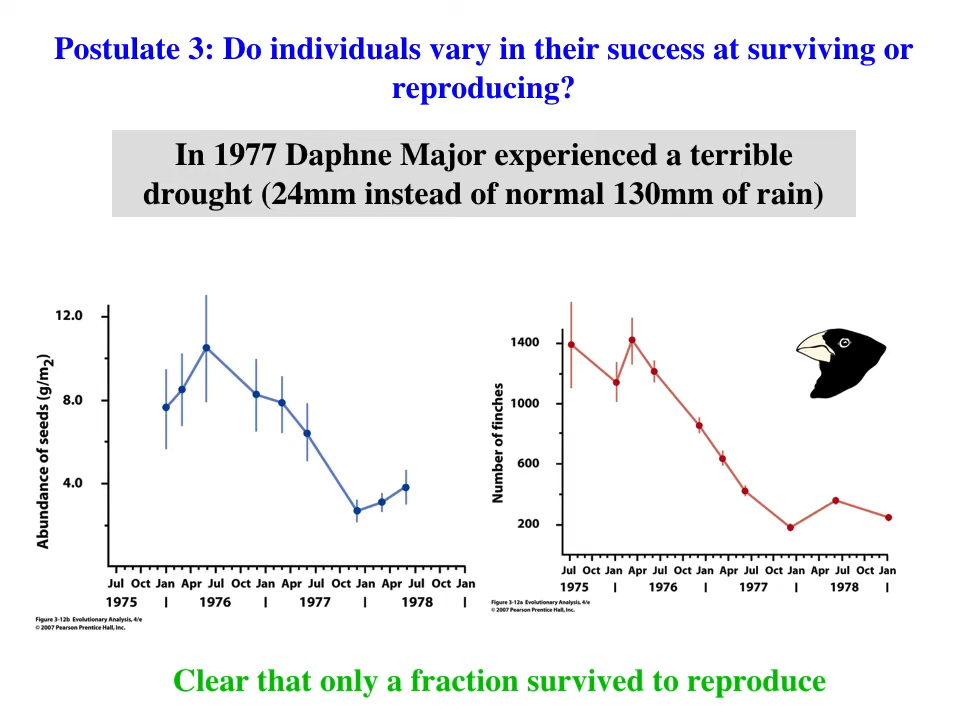 Postulate 3: Do individuals vary in their success at surviving or
reproducing?
In 1977 Daphne Major experienced a terrible
drought (24mm instead of normal 130mm of rain)
12.0
8.0
4.0
Abundance of seeds (g/m2)
Jul Oct Jan Apr Jul Oct Jan Apr Jul Oct Jan Apr Jul Oct Jan
1975 | 1976 | 1977 | 1978 |
Figure 3-12b Evolutionary Analysis, 4/e
© 2007 Pearson Prentice Hall, Inc.
1400
1000
600
200
Number of finches
Jul Oct Jan Apr Jul Oct Jan Apr Jul Oct Jan Apr Jul Oct Jan
1975 | 1976 | 1977 | 1978 |
Figure 3-12a Evolutionary Analysis, 4/e
© 2007 Pearson Prentice Hall, Inc.
Clear that only a fraction survived to reproduce